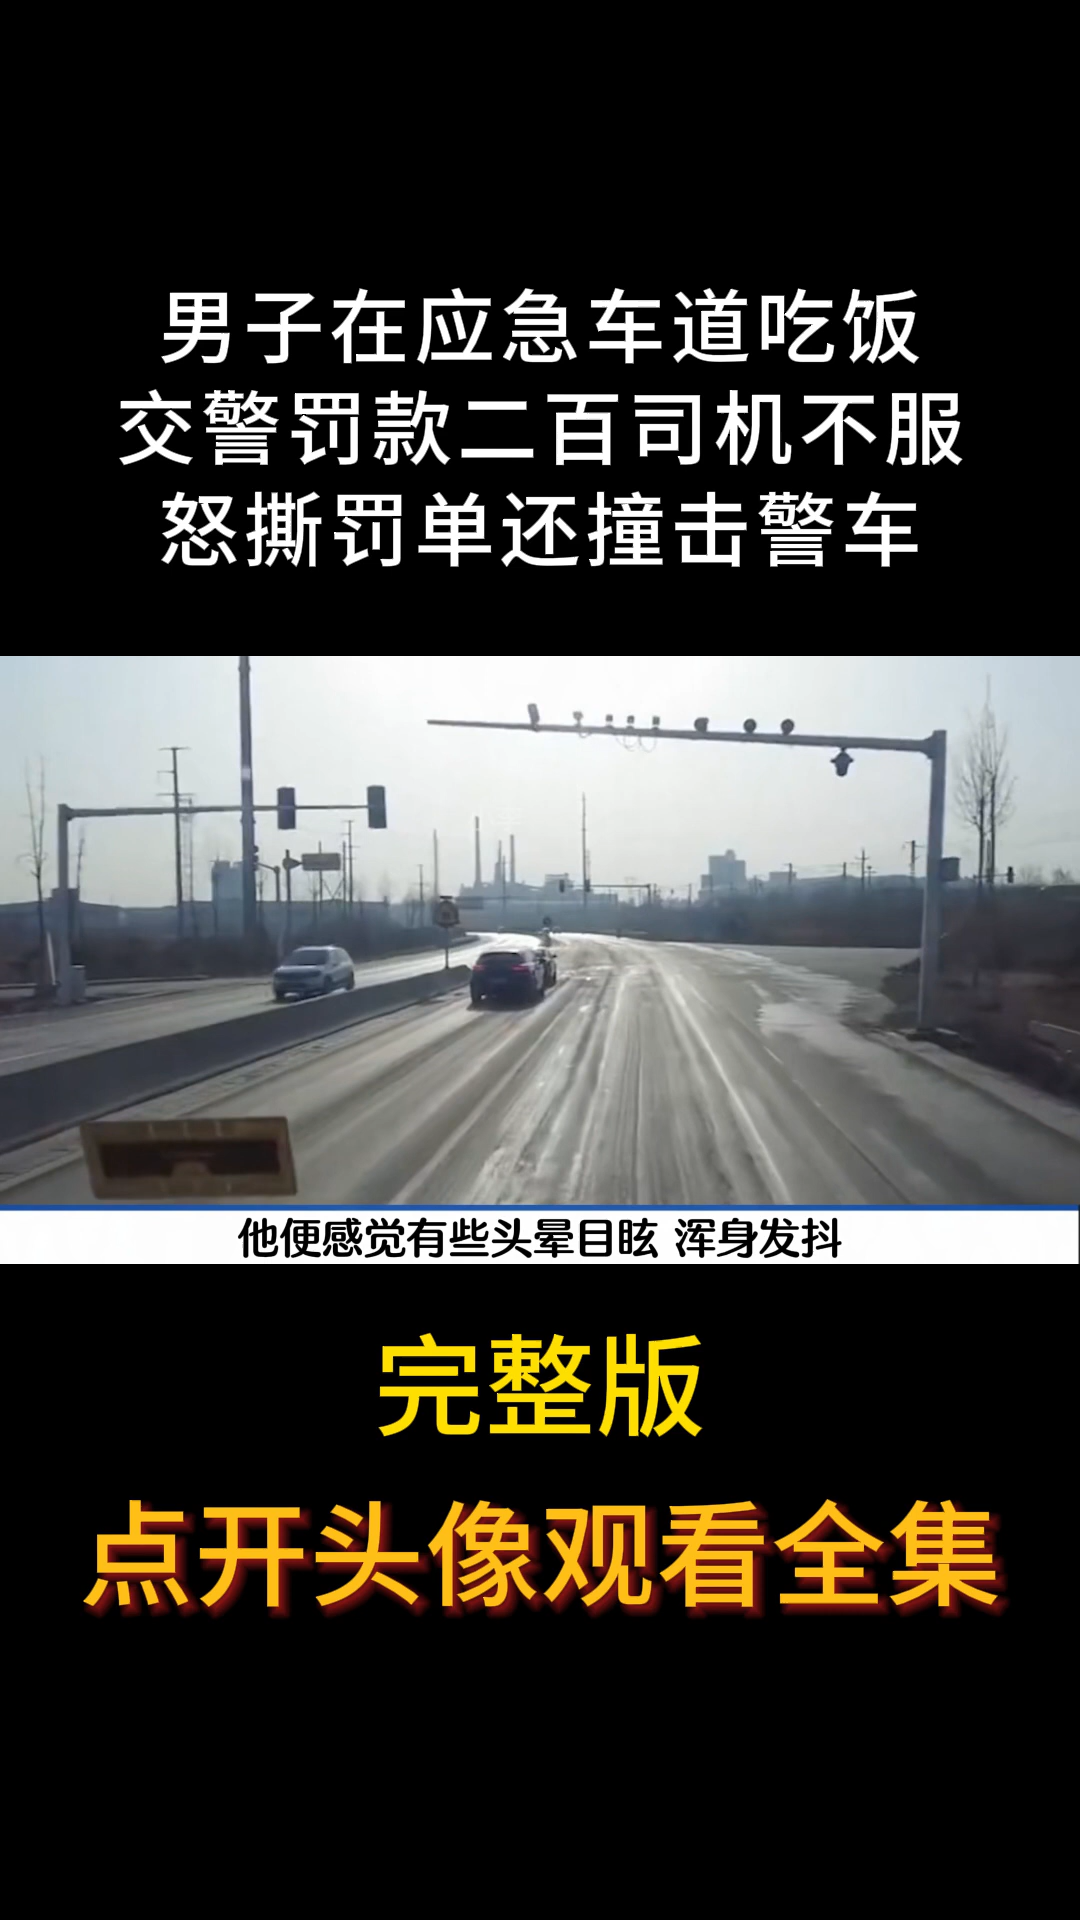 男子在应急车道吃饭
交警罚款二百司机不服
怒撕罚单还撞击警车
他便感觉有些头晕目眩 浑身发抖
完整版
点开头像观看全集